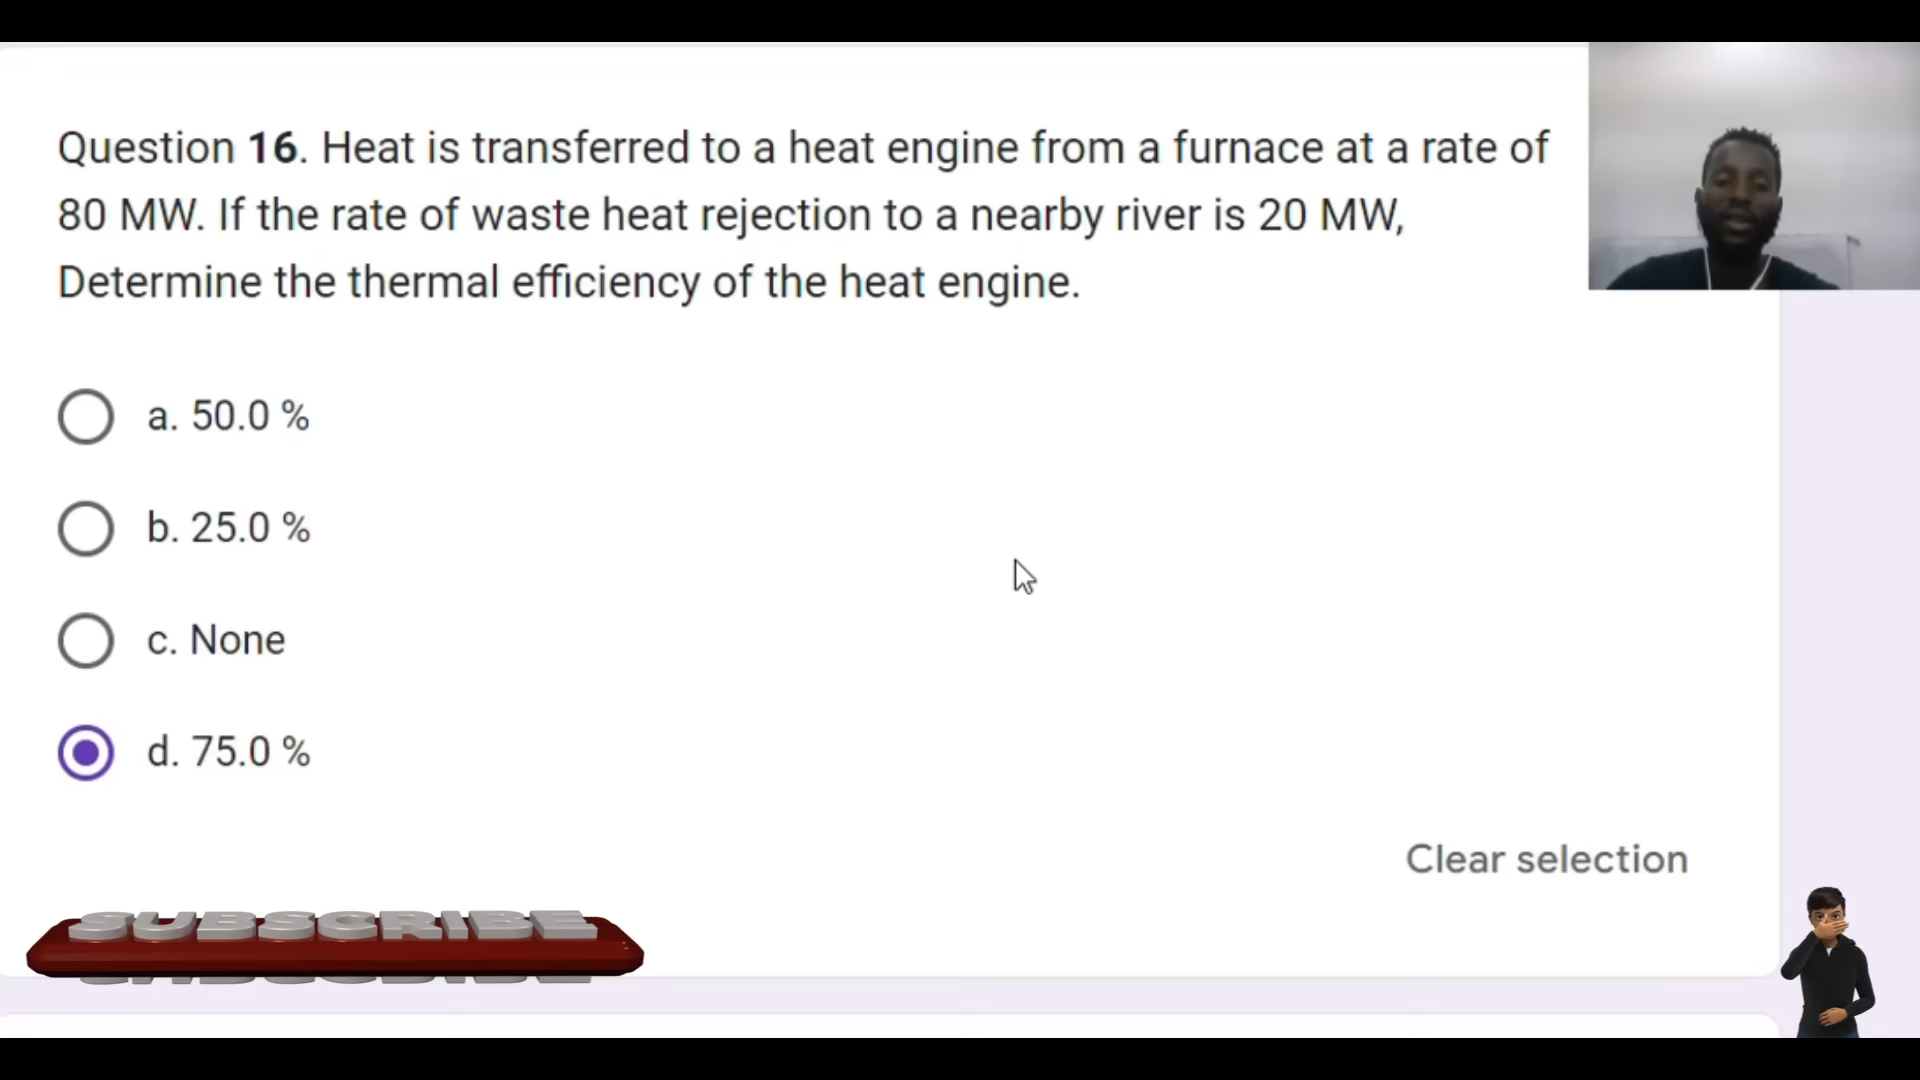 Question 16. Heat is transferred to a heat engine from a furnace at a rate of
80 MW. If the rate of waste heat rejection to a nearby river is 20 MW,
Determine the thermal efficiency of the heat engine.
a. 50.0 %
b. 25.0 %
c. None
d. 75.0 %
Clear selection
SUBSCRIBE